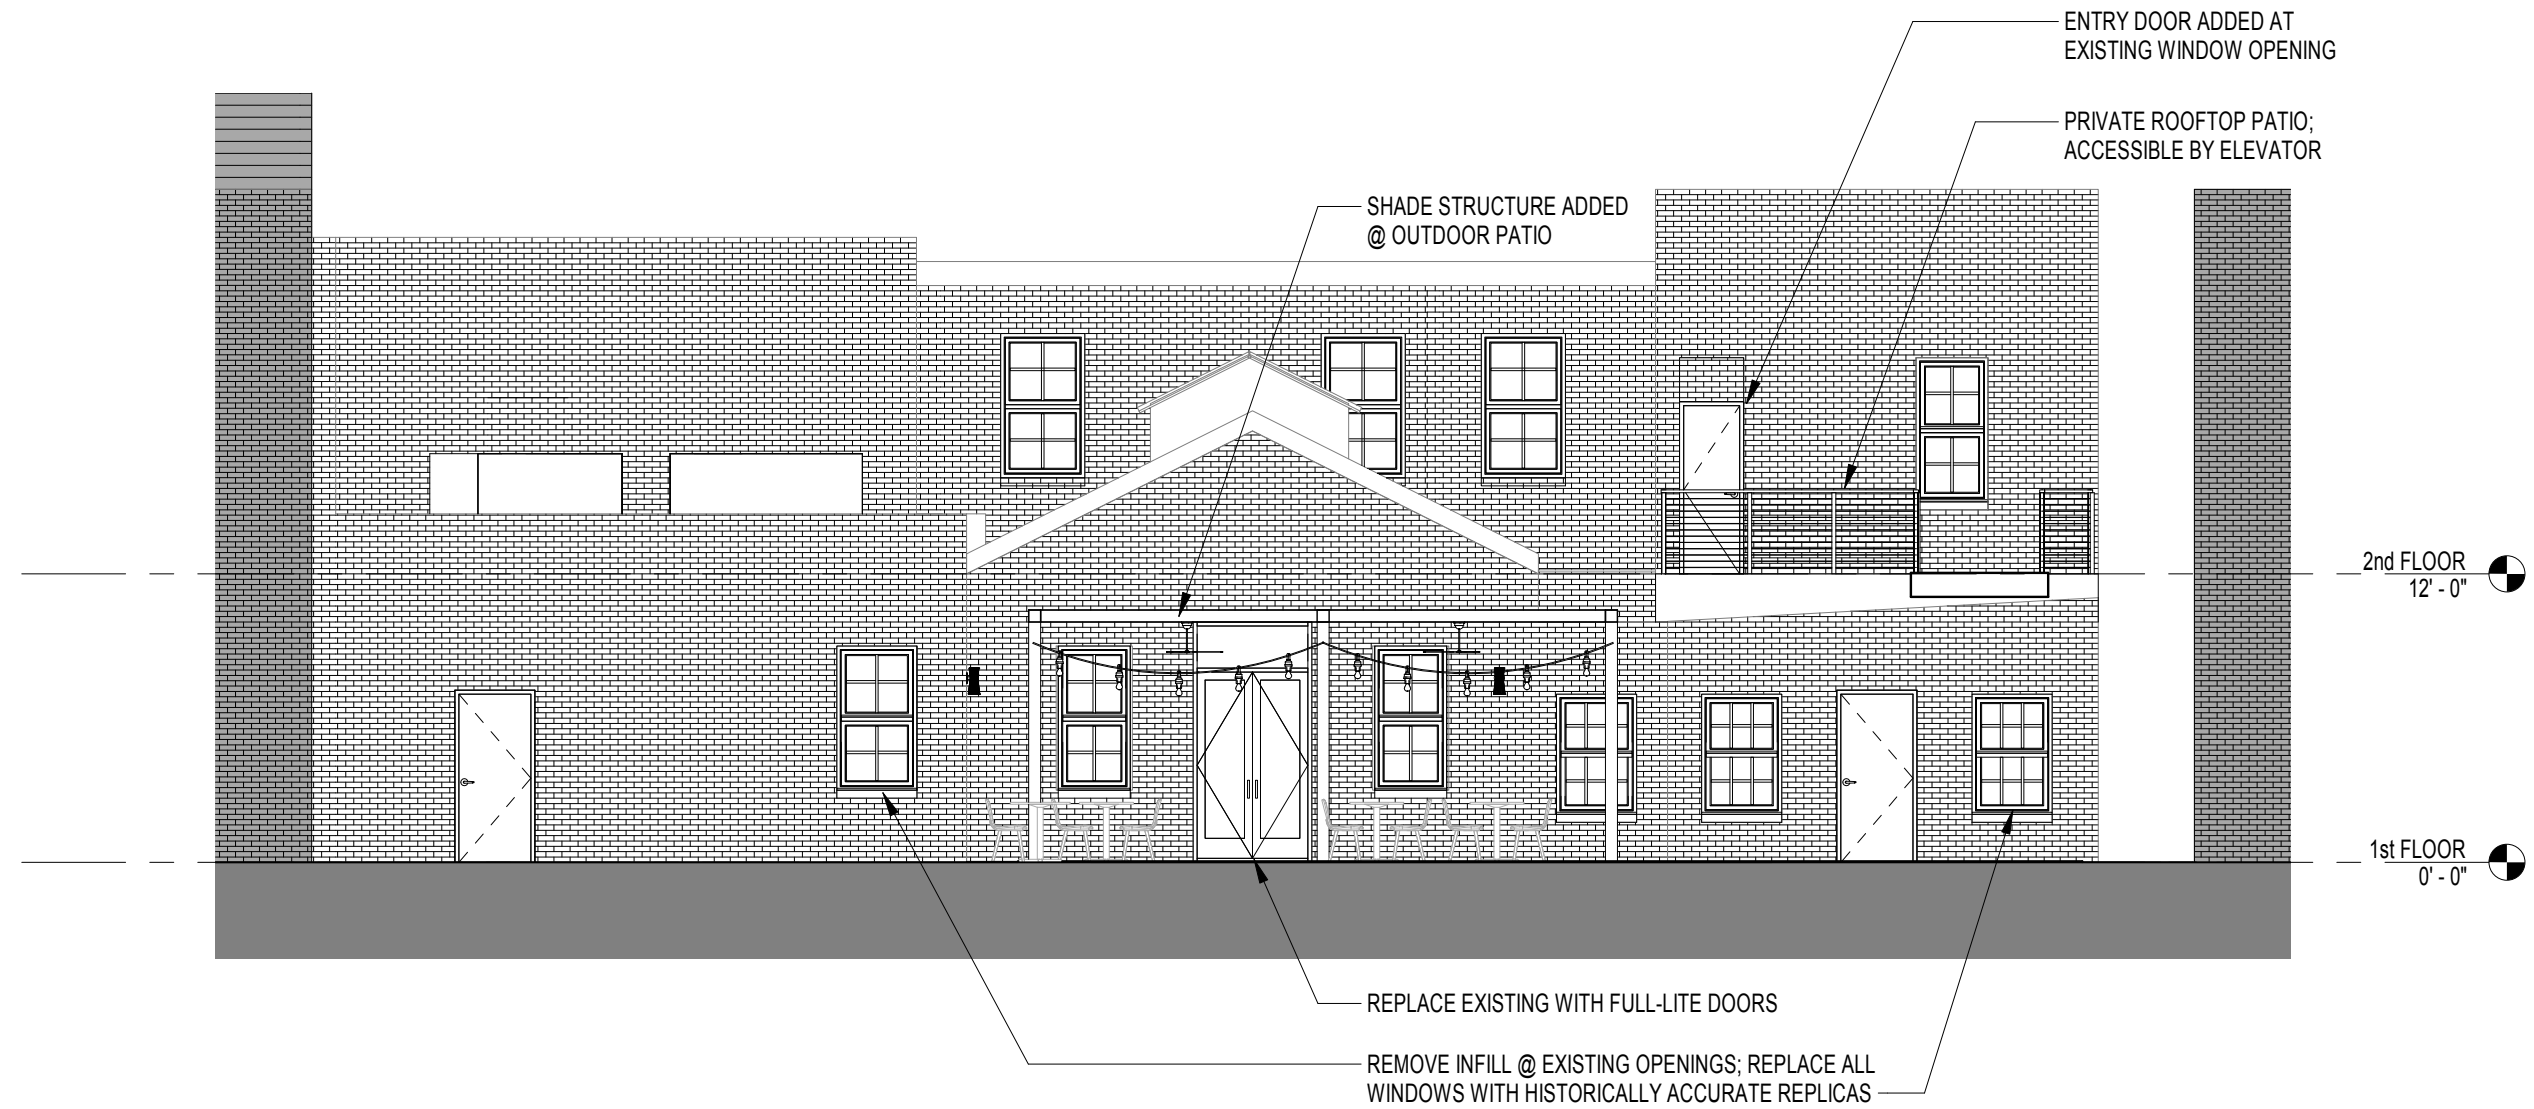 ENTRY DOOR ADDED AT
EXISTING WINDOW OPENING
PRIVATE ROOFTOP PATIO;
ACCESSIBLE BY ELEVATOR
SHADE STRUCTURE ADDED
@ OUTDOOR PATIO
2nd FLOOR
12' - 0"
1st FLOOR
0' - 0"
REPLACE EXISTING WITH FULL-LITE DOORS
REMOVE INFILL @ EXISTING OPENINGS; REPLACE ALL
WINDOWS WITH HISTORICALLY ACCURATE REPLICAS